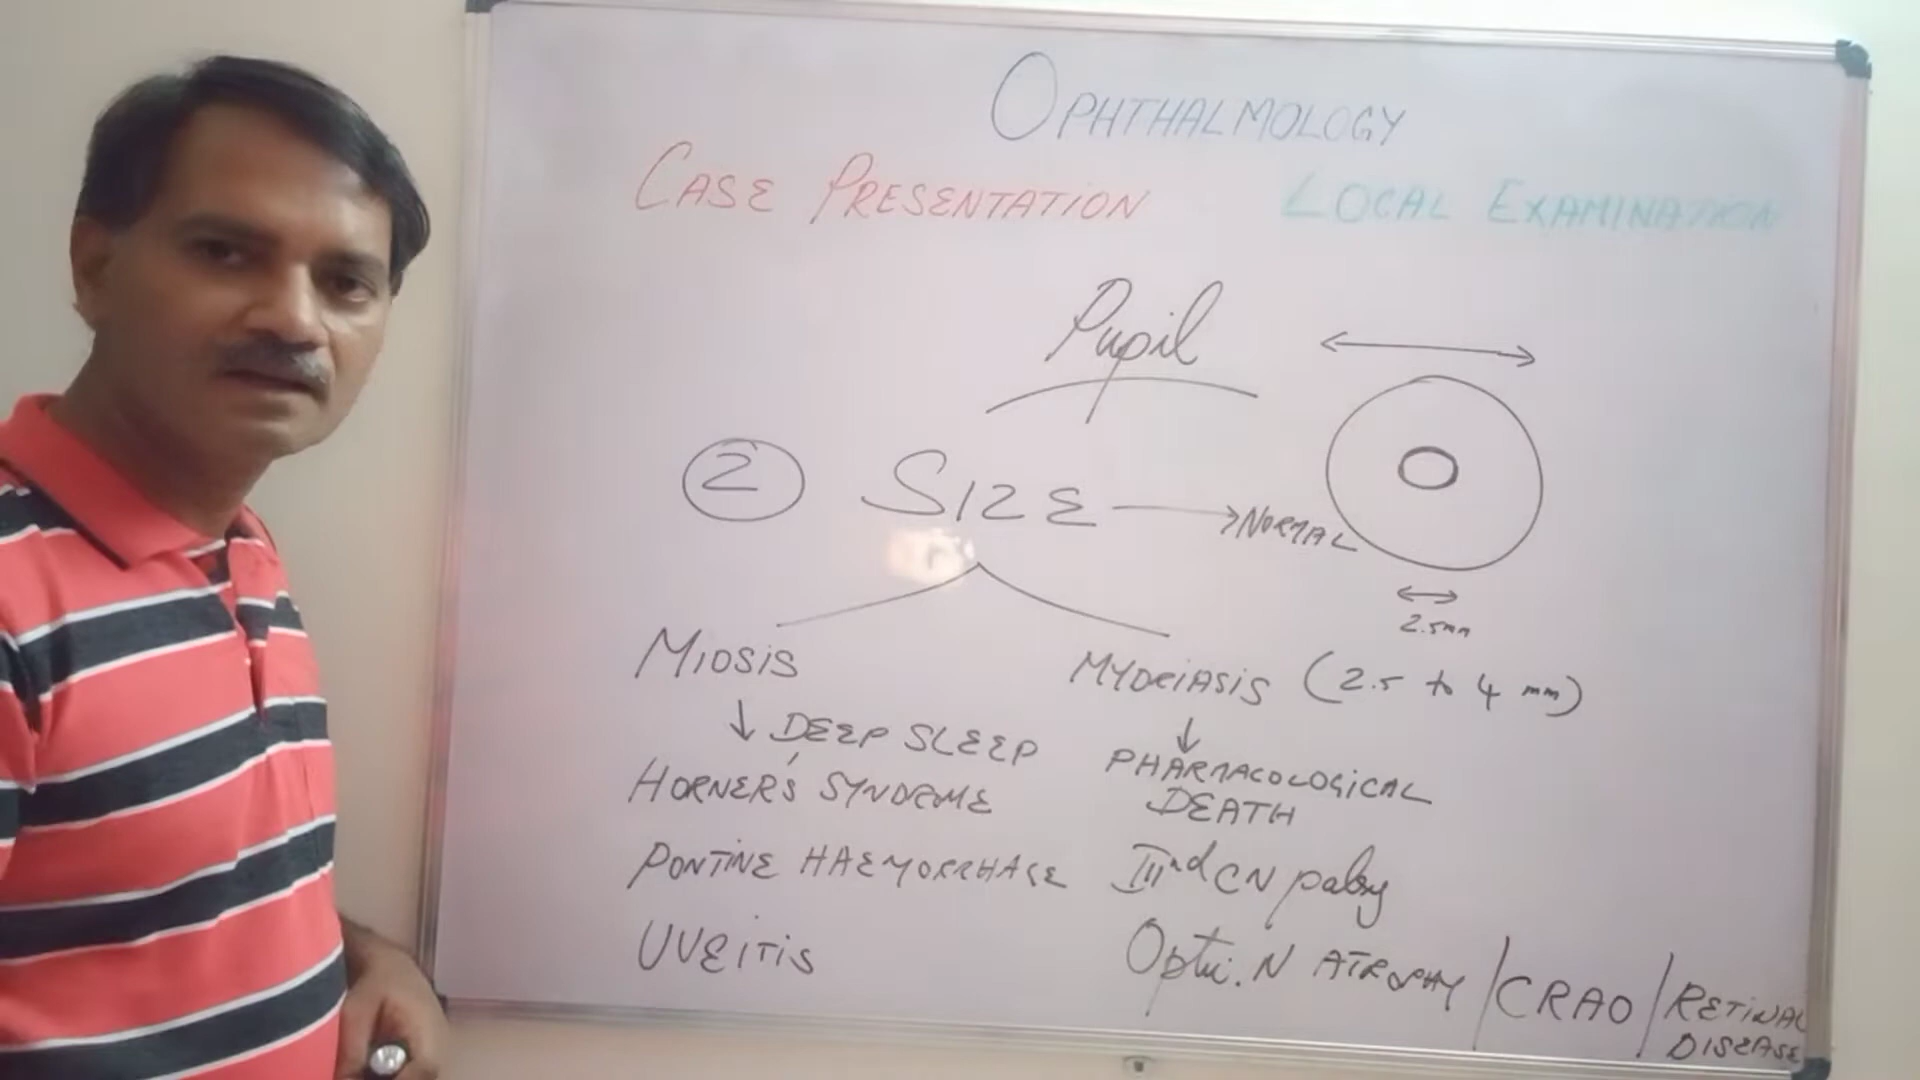 OPHTHALMOLOGY
CASE PRESENTATION LOCAL EXAMINATION
Pupil
2 SIZE → NORMAL
2.5mm
MIOSIS MYDRIASIS (2.5 to 4 mm)
↓ DEEP SLEEP ↓ PHARMACOLOGICAL
HORNER'S SYNDROME DEATH
PONTINE HAEMORRHAGE IIIrd CN palsy
UVEITIS Optic. N ATROPHY / CRAO / RETINAL DISEASE